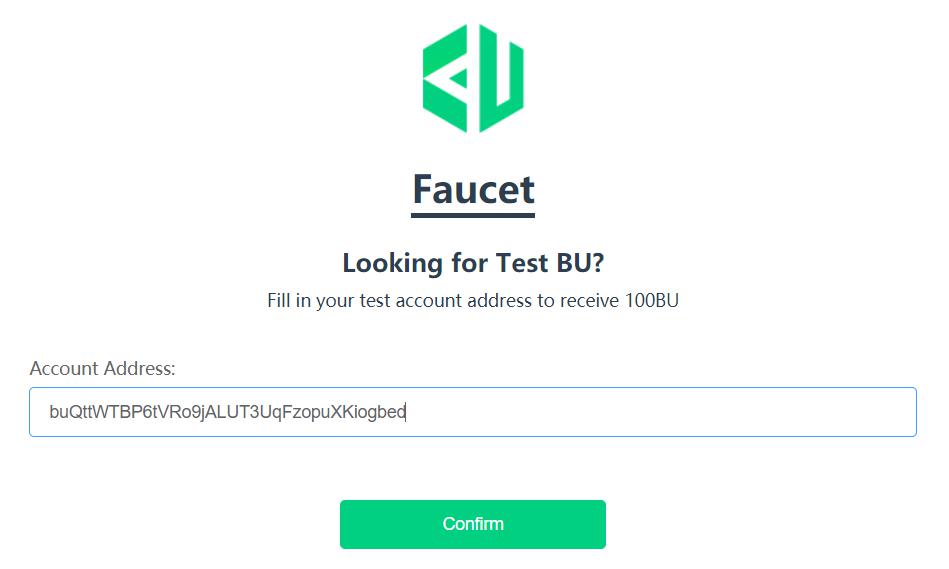 Faucet
Looking for Test BU?
Fill in your test account address to receive 100BU
Account Address:
buQttWTBP6tVRo9jALUT3UqFzopuXKiogbed
Confirm